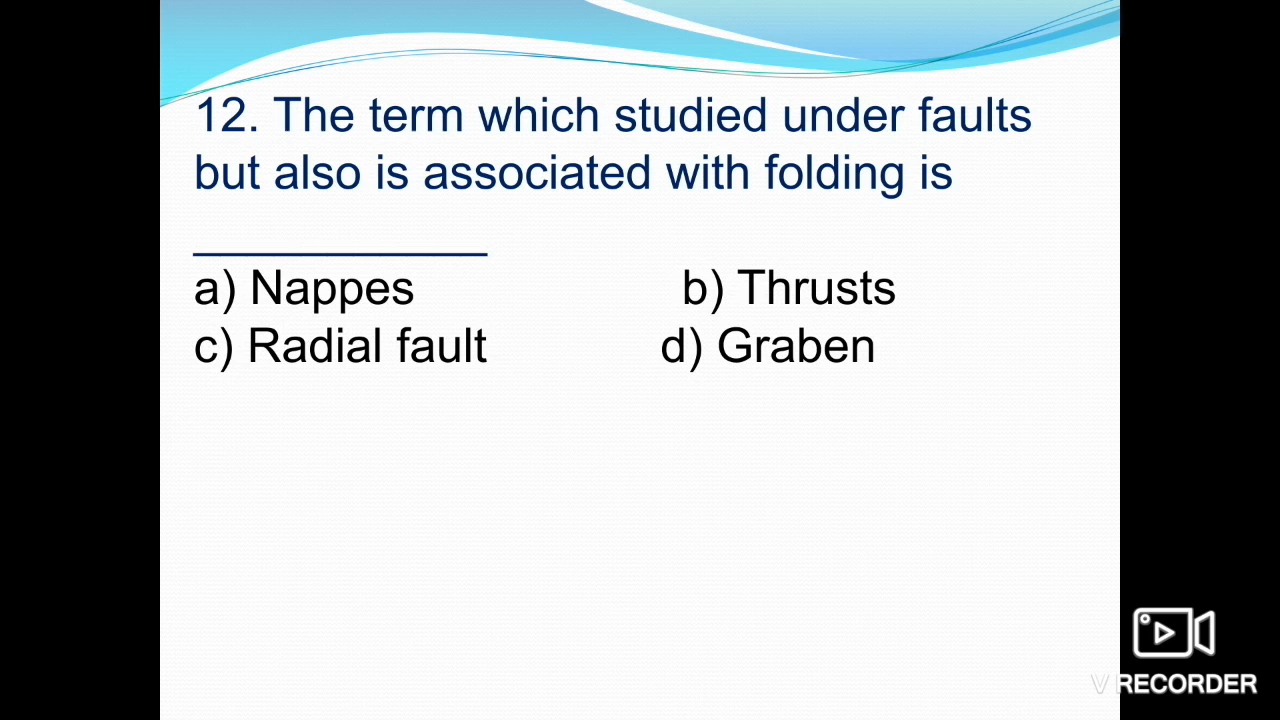 12. The term which studied under faults
but also is associated with folding is
___________
a) Nappes b) Thrusts
c) Radial fault d) Graben
V RECORDER